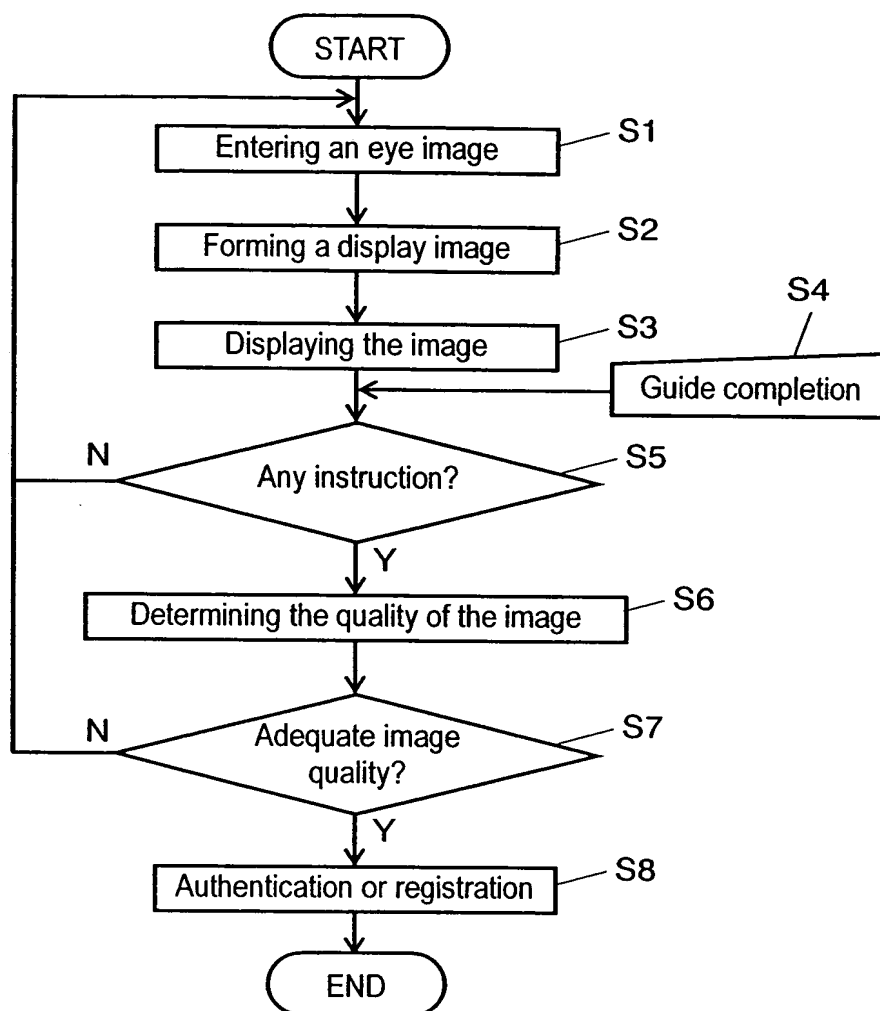 START
Entering an eye image
S1
Forming a display image
S2
Displaying the image
S3
S4
Guide completion
Any instruction?
S5
N
Y
Determining the quality of the image
S6
Adequate image
quality?
S7
N
Y
Authentication or registration
S8
END